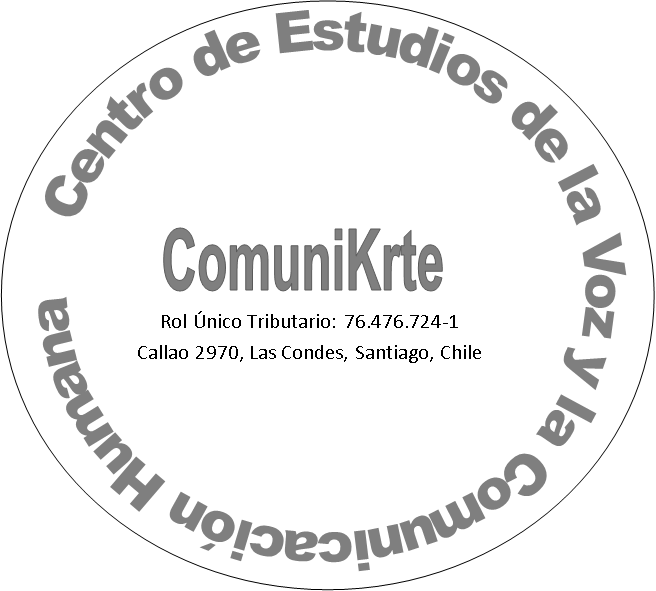 Centro de Estudios de la Voz y la Comunicación Humana
ComuniKrte
Rol Único Tributario: 76.476.724-1
Callao 2970, Las Condes, Santiago, Chile